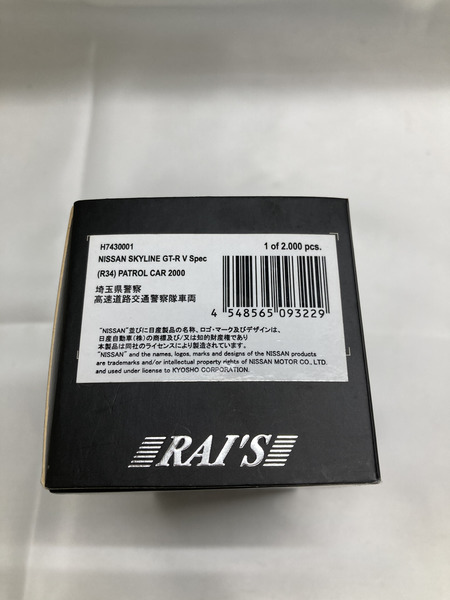 H7430001
1 of 2.000 pcs.
NISSAN SKYLINE GT-R V Spec
(R34) PATROL CAR 2000
埼玉県警察
高速道路交通警察隊車両
4 548565 093229
"NISSAN"並びに日産製品の名称、ロゴ・マーク及びデザインは、
日産自動車(株)の商標及び/又は知的財産権であり
本製品は同社のライセンスにより製造されています。
"NISSAN" and the names, logos, marks and designs of the NISSAN products
are trademarks and/or intellectual property rights of NISSAN MOTOR CO., LTD.
and used under license to KYOSHO CORPORATION.
RAI'S